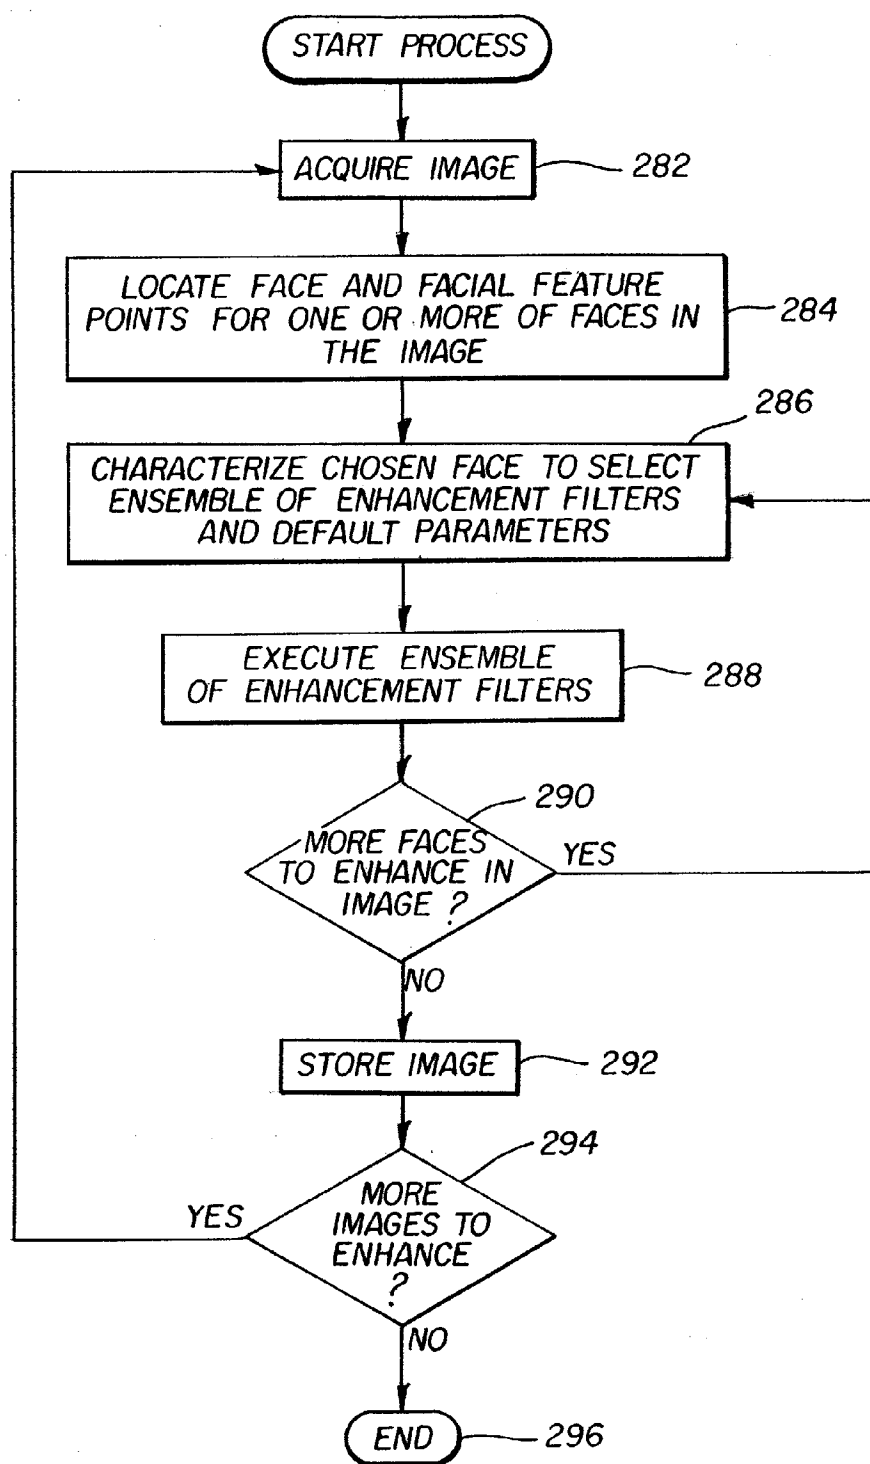 START PROCESS
ACQUIRE IMAGE
282
LOCATE FACE AND FACIAL FEATURE
POINTS FOR ONE OR MORE OF FACES IN
THE IMAGE
284
286
CHARACTERIZE CHOSEN FACE TO SELECT
ENSEMBLE OF ENHANCEMENT FILTERS
AND DEFAULT PARAMETERS
EXECUTE ENSEMBLE
OF ENHANCEMENT FILTERS
288
290
MORE FACES
TO ENHANCE IN
IMAGE ?
YES
NO
STORE IMAGE
292
294
MORE
IMAGES TO
ENHANCE
?
YES
NO
END
296